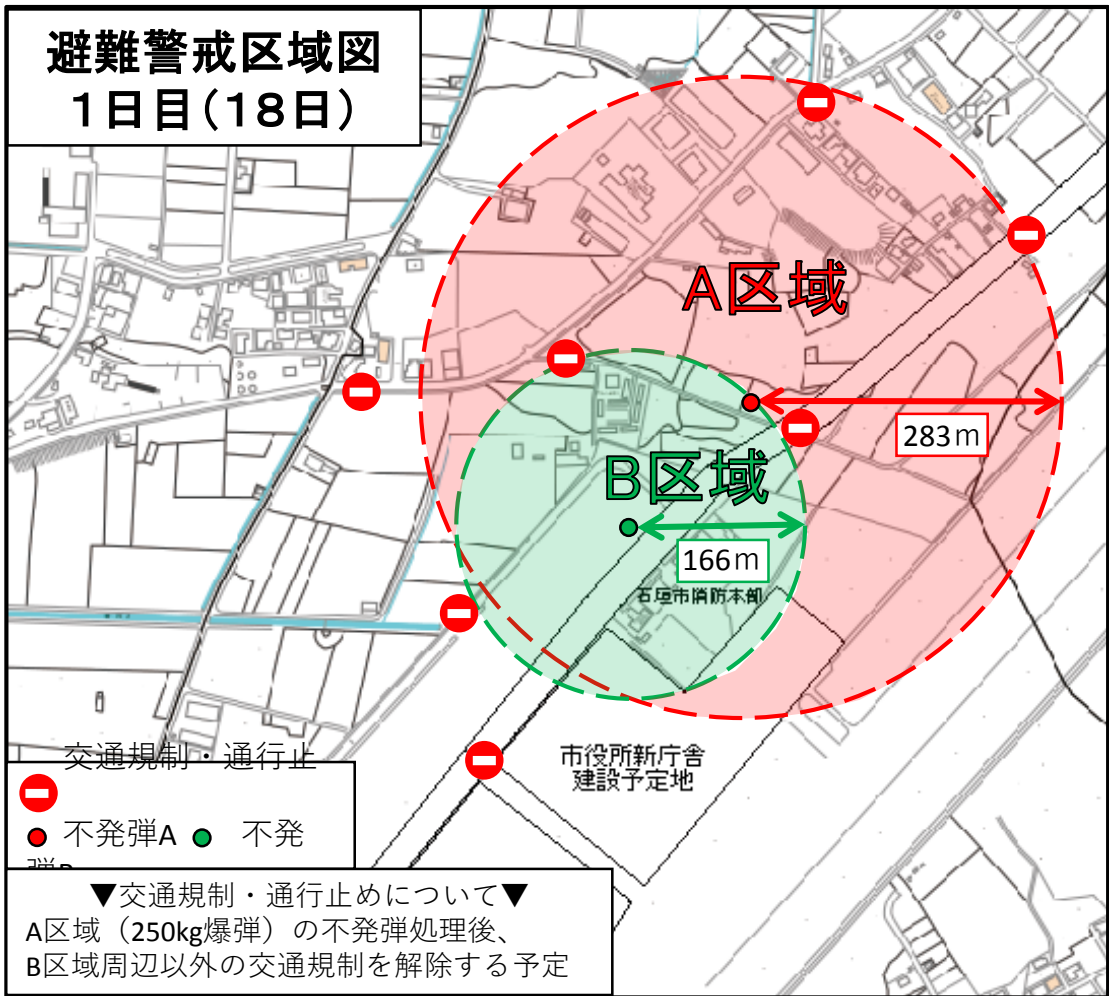 避難警戒区域図
1日目(18日)
A区域
283m
B区域
166m
石垣市消防本部
市役所新庁舎
建設予定地
交通規制・通行止
不発弾A 不発
▼交通規制・通行止めについて▼
A区域（250kg爆弾）の不発弾処理後、
B区域周辺以外の交通規制を解除する予定